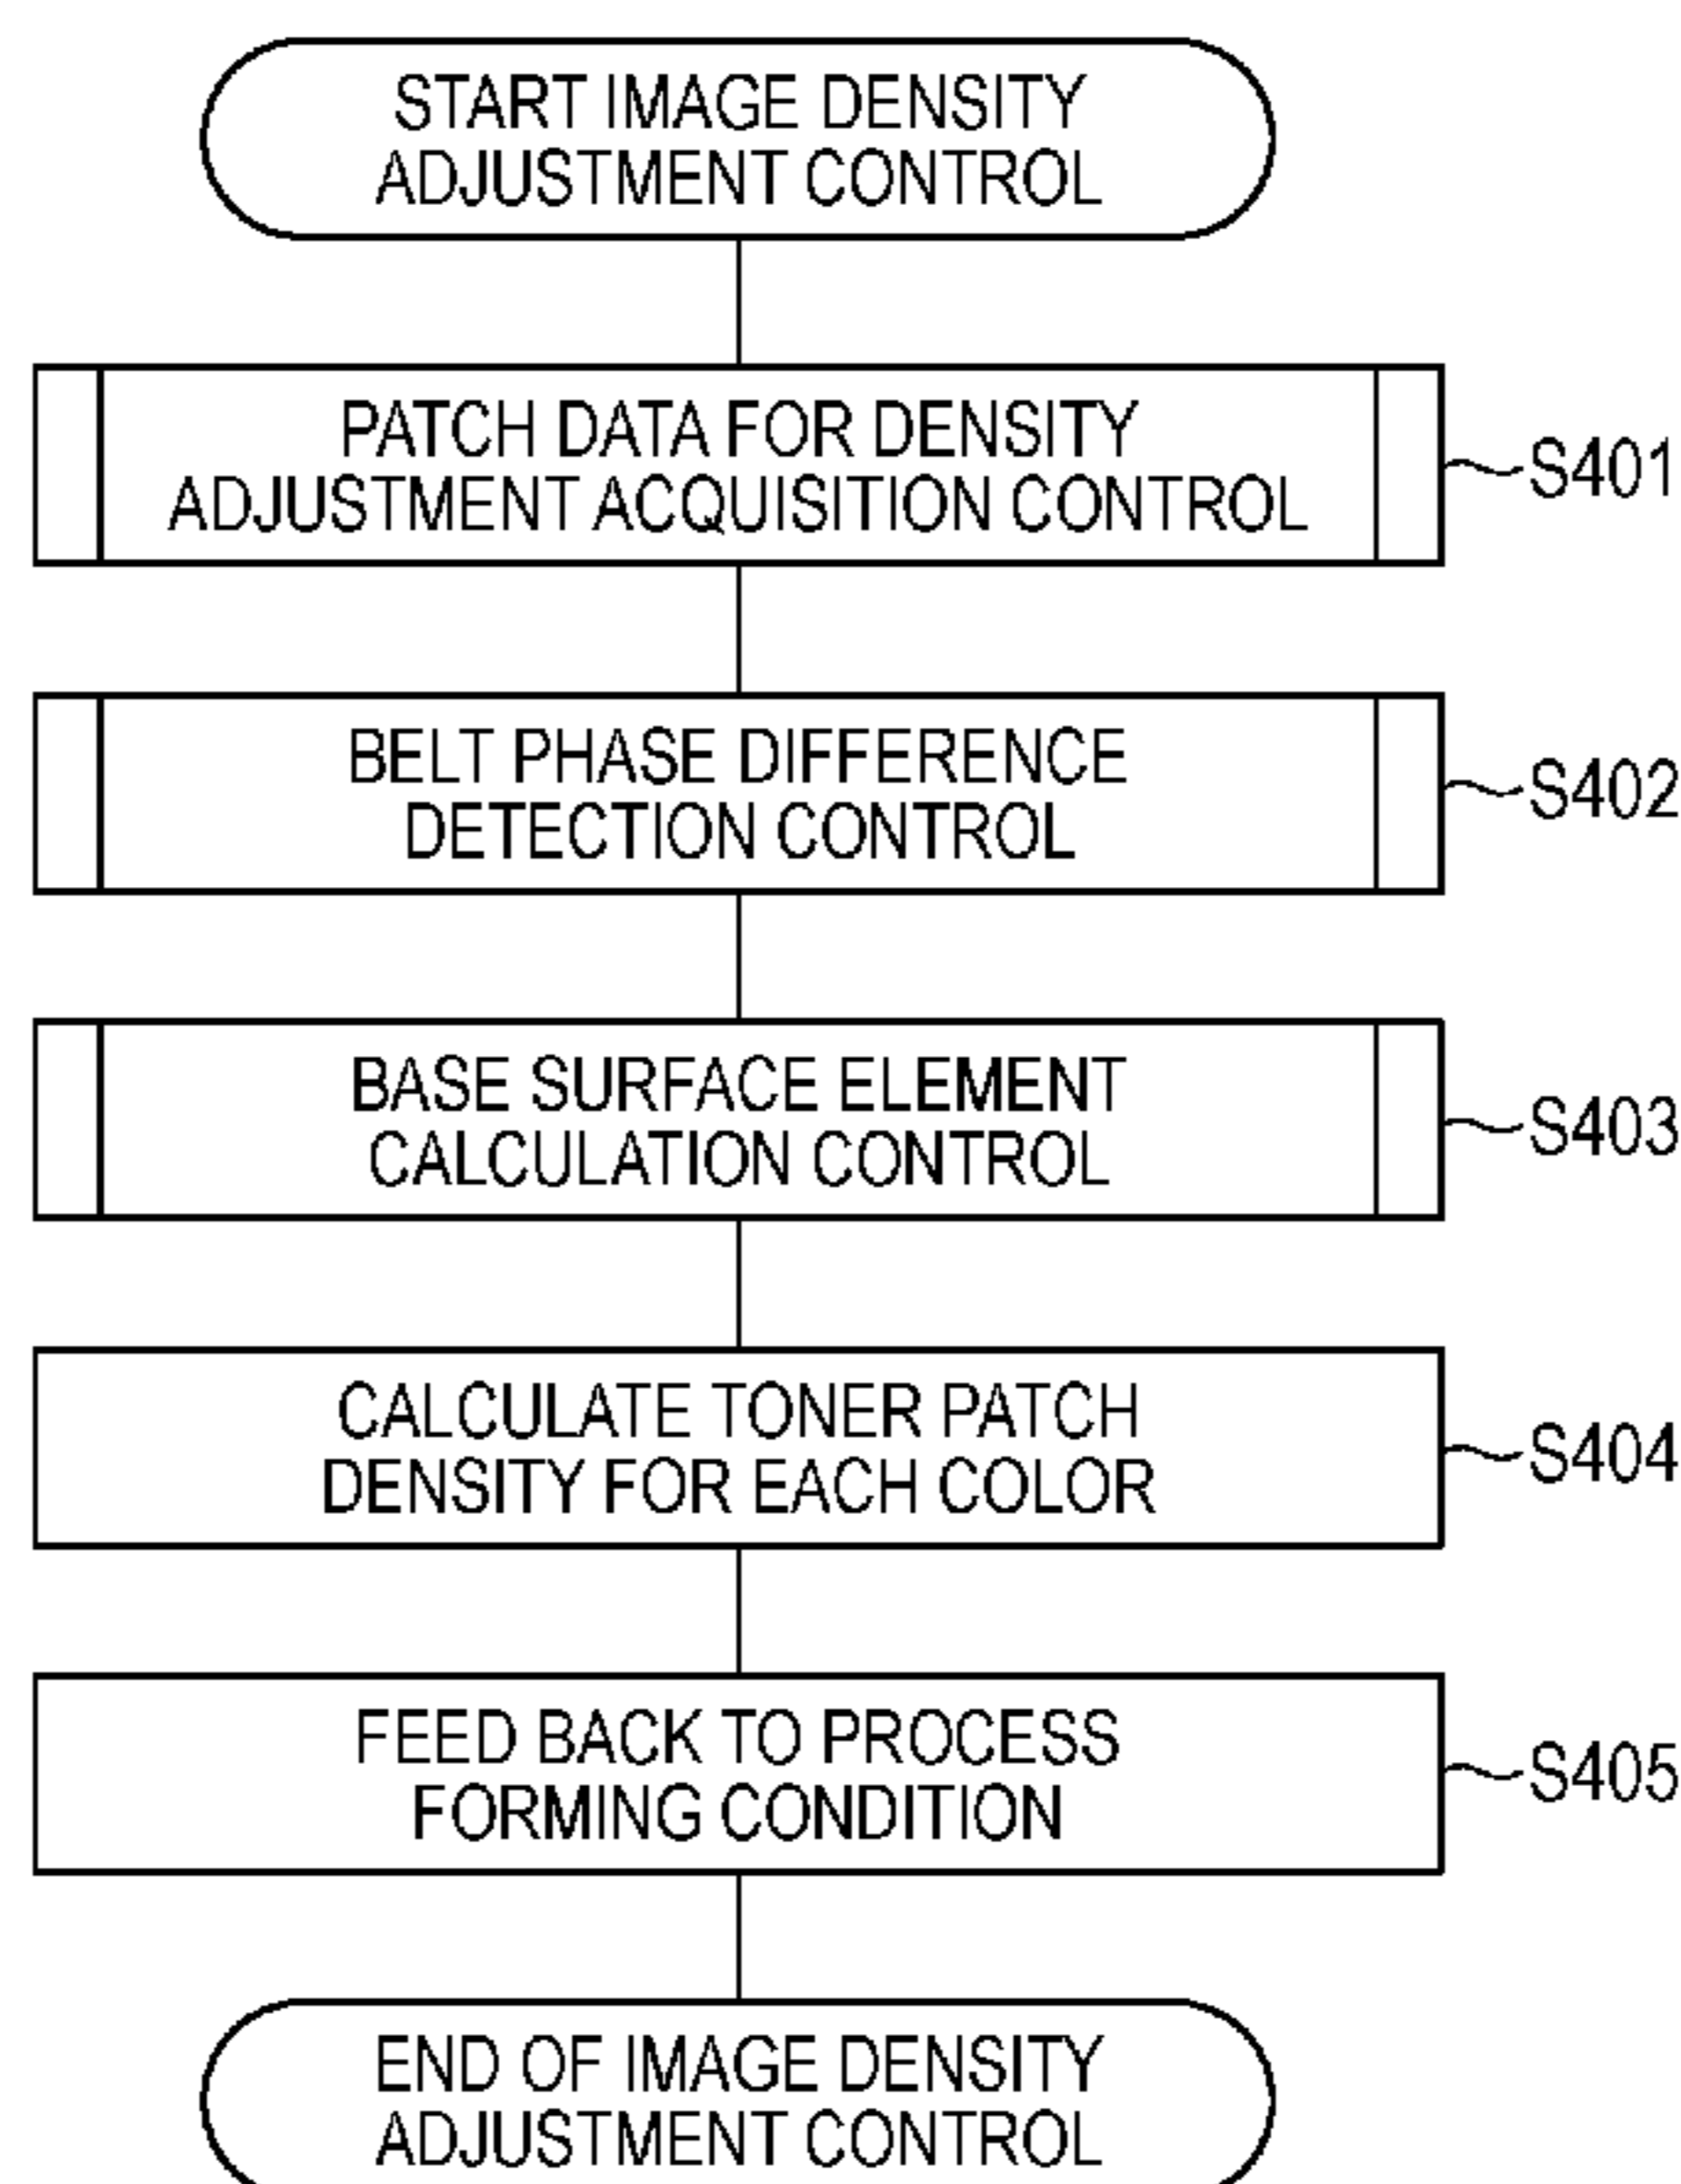 START IMAGE DENSITY
ADJUSTMENT CONTROL
PATCH DATA FOR DENSITY
ADJUSTMENT ACQUISITION CONTROL
S401
BELT PHASE DIFFERENCE
DETECTION CONTROL
S402
BASE SURFACE ELEMENT
CALCULATION CONTROL
S403
CALCULATE TONER PATCH
DENSITY FOR EACH COLOR
S404
FEED BACK TO PROCESS
FORMING CONDITION
S405
END OF IMAGE DENSITY
ADJUSTMENT CONTROL